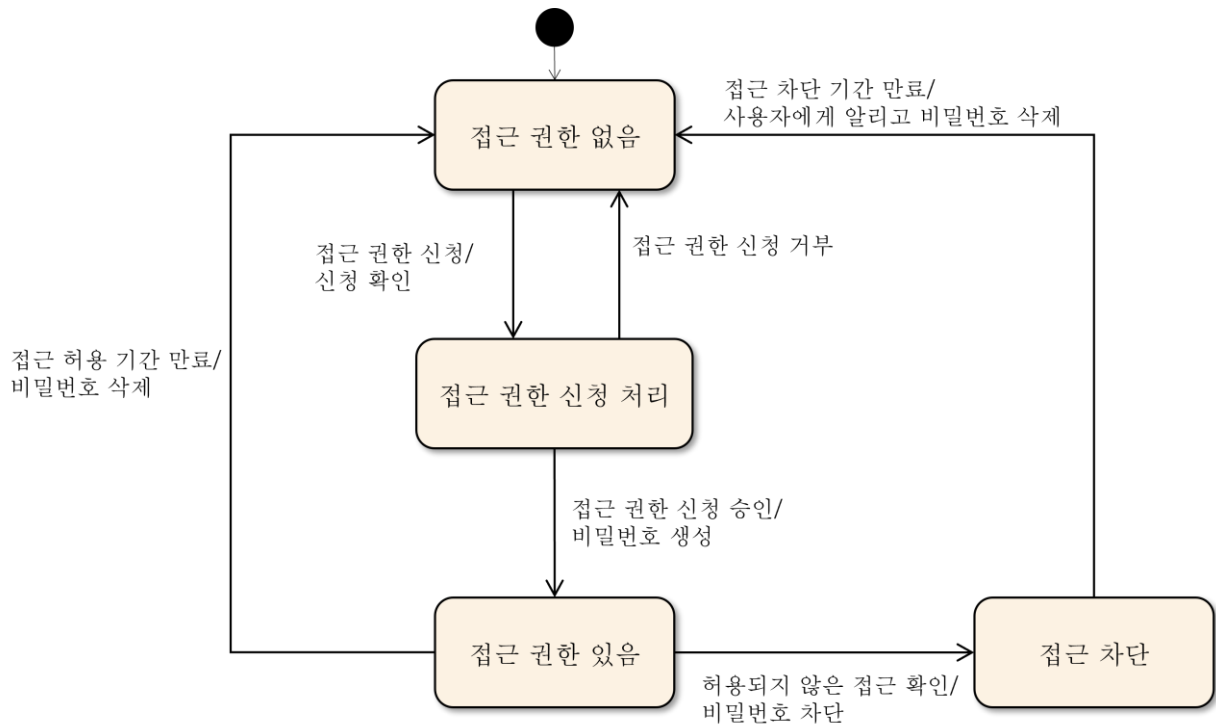 접근 차단 기간 만료/
사용자에게 알리고 비밀번호 삭제
접근 권한 없음
접근 권한 신청/
신청 확인
접근 권한 신청 거부
접근 허용 기간 만료/
비밀번호 삭제
접근 권한 신청 처리
접근 권한 신청 승인/
비밀번호 생성
접근 권한 있음
접근 차단
허용되지 않은 접근 확인/
비밀번호 차단